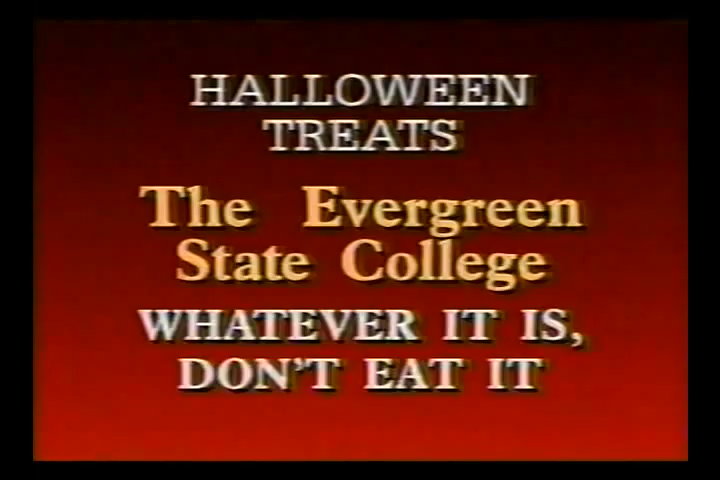 HALLOWEEN
TREATS
The Evergreen
State College
WHATEVER IT IS,
DON'T EAT IT